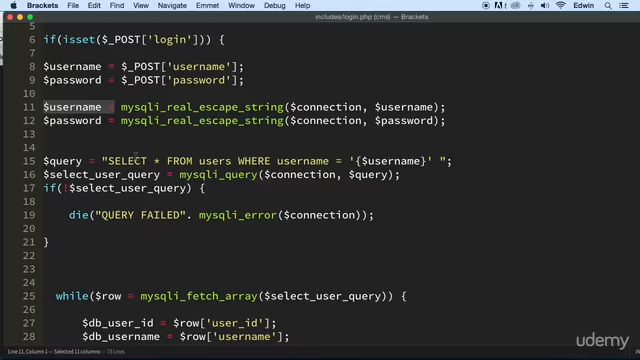 Brackets File Edit Find View Navigate Emmet Debug Help Edwin
includes/login.php (cms) — Brackets
5
6 if(isset($_POST['login'])) {
7
8 $username = $_POST['username'];
9 $password = $_POST['password'];
10
11 $username = mysqli_real_escape_string($connection, $username);
12 $password = mysqli_real_escape_string($connection, $password);
13
14
15 $query = "SELECT * FROM users WHERE username = '{$username}' ";
16 $select_user_query = mysqli_query($connection, $query);
17 if(!$select_user_query) {
18
19 die("QUERY FAILED". mysqli_error($connection));
20
21 }
22
23
24
25
26 while($row = mysqli_fetch_array($select_user_query)) {
27
27 $db_user_id = $row['user_id'];
28 $db_username = $row['username'];
Line 11, Column 1 — Selected 11 columns — 73 Lines
udemy